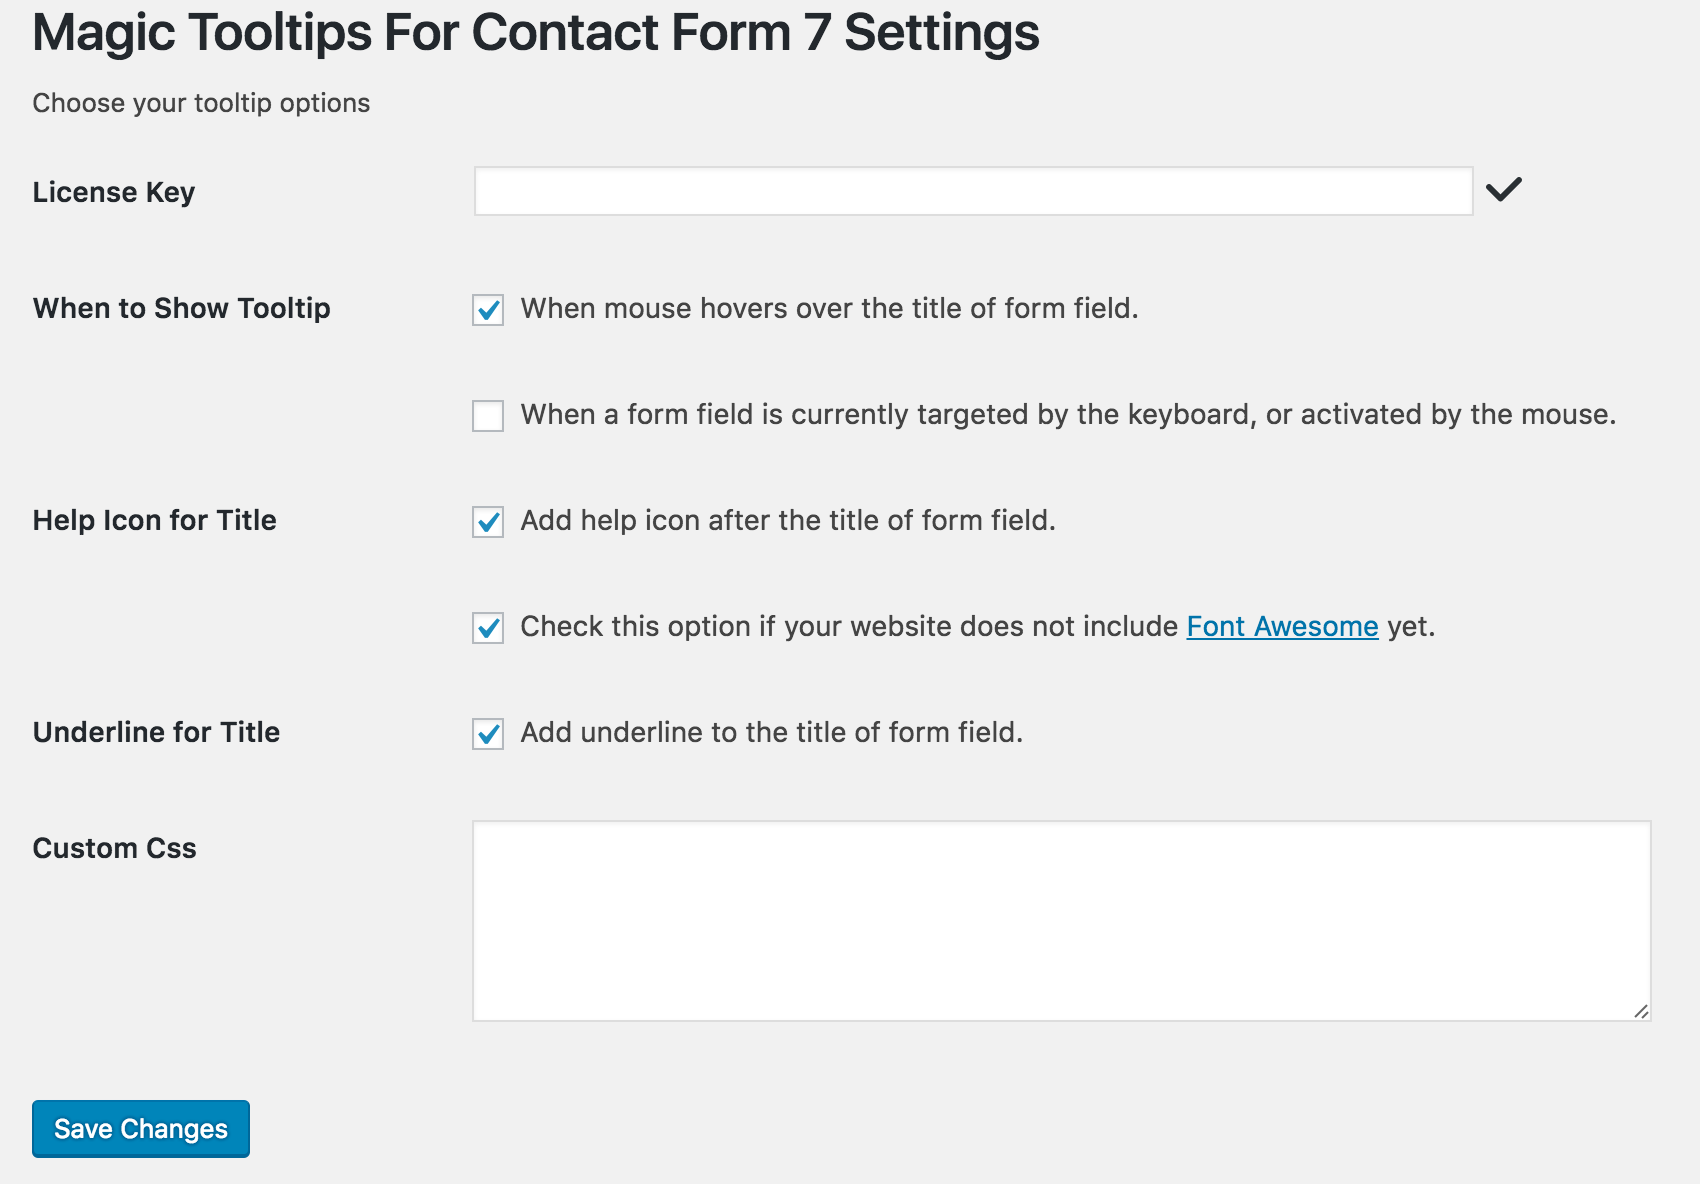 Magic Tooltips For Contact Form 7 Settings
Choose your tooltip options
License Key
When to Show Tooltip
When mouse hovers over the title of form field.
When a form field is currently targeted by the keyboard, or activated by the mouse.
Help Icon for Title
Add help icon after the title of form field.
Check this option if your website does not include Font Awesome yet.
Underline for Title
Add underline to the title of form field.
Custom Css
Save Changes